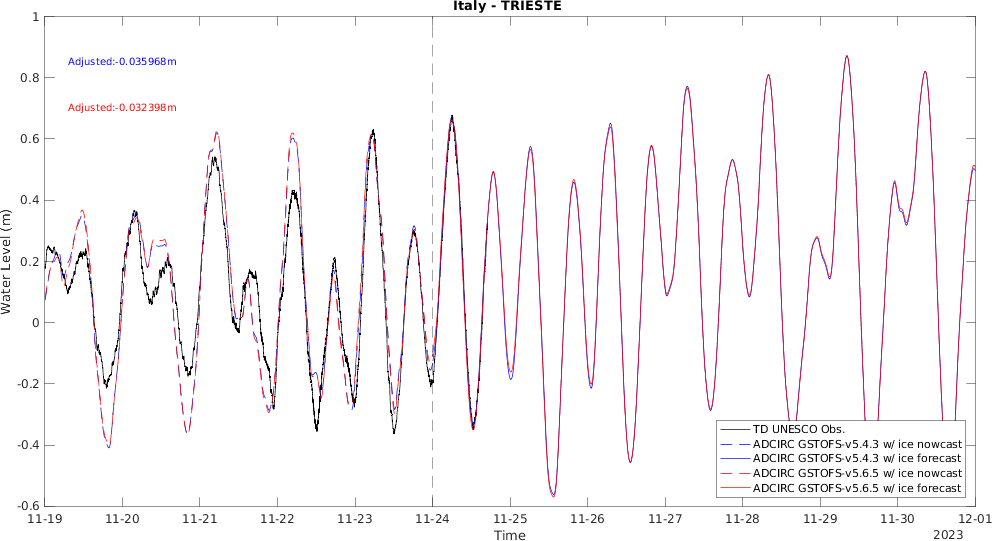 Italy - TRIESTE
Adjusted:-0.035968m
Adjusted:-0.032398m
Water Level (m)
1
0.8
0.6
0.4
0.2
0
-0.2
-0.4
-0.6
TD UNESCO Obs.
ADCIRC GSTOFS-v5.4.3 w/ ice nowcast
ADCIRC GSTOFS-v5.4.3 w/ ice forecast
ADCIRC GSTOFS-v5.6.5 w/ ice nowcast
ADCIRC GSTOFS-v5.6.5 w/ ice forecast
11-19 11-20 11-21 11-22 11-23 11-24 11-25 11-26 11-27 11-28 11-29 11-30 12-01
Time
2023